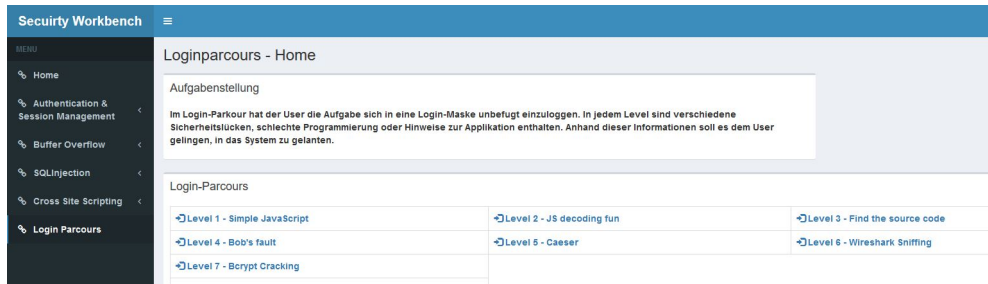 Secuirty Workbench
MENU
Home
Authentication &
Session Management
Buffer Overflow
SQLInjection
Cross Site Scripting
Login Parcours
Loginparcours - Home
Aufgabenstellung
Im Login-Parkour hat der User die Aufgabe sich in eine Login-Maske unbefugt einzuloggen. In jedem Level sind verschiedene
Sicherheitslücken, schlechte Programmierung oder Hinweise zur Applikation enthalten. Anhand dieser Informationen soll es dem User
gelingen, in das System zu gelanten.
Login-Parcours
Level 1 - Simple JavaScript
Level 2 - JS decoding fun
Level 3 - Find the source code
Level 4 - Bob's fault
Level 5 - Caeser
Level 6 - Wireshark Sniffing
Level 7 - Bcrypt Cracking